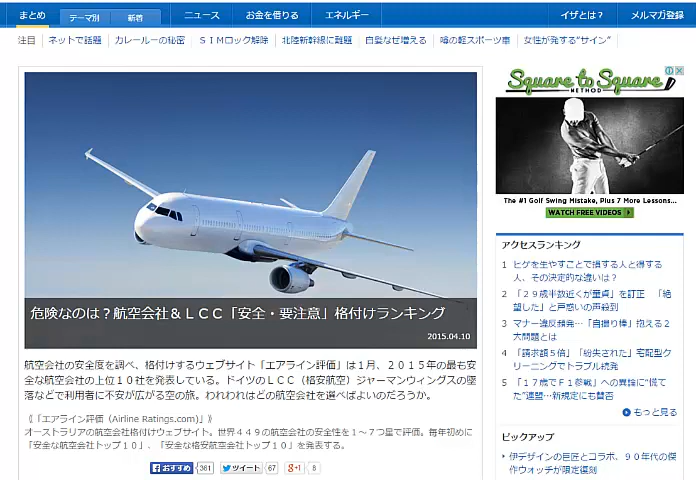 まとめ テーマ別 新着 ニュース お金を借りる エネルギー イザとは? メルマガ登録
注目 ネットで話題 カレールーの秘密 ＳＩＭロック解除 北陸新幹線に難題 白髪なぜ増える 噂の軽スポーツ車 女性が発する“サイン”
危険なのは？航空会社＆ＬＣＣ「安全・要注意」格付けランキング
2015.04.10
航空会社の安全度を調べ、格付けするウェブサイト「エアライン評価」は１月、２０１５年の最も安
全な航空会社の上位１０社を発表している。ドイツのＬＣＣ（格安航空）ジャーマンウィングスの墜
落などで利用者に不安が広がる空の旅。われわれはどの航空会社を選べばよいのだろうか。
《「エアライン評価（Airline Ratings.com)」》
オーストラリアの航空会社格付けウェブサイト。世界４４９の航空会社の安全性を１～７つ星で評価。毎年初めに
「安全な航空会社トップ１０」、「安全な格安航空会社トップ１０」を発表する。
おすすめ 361 ツイート 67 g+1 8
Square to Square
METHOD
The #1 Golf Swing Mistake, Plus 7 More Lessons...
WATCH FREE VIDEOS
アクセスランキング
1 ヒゲを生やすことで損する人と得する
人、その決定的な違いは？
2 「２９歳半数近くが童貞」を訂正 「絶
望した」と戸惑いの声殺到
3 マナー違反頻発…「自撮り棒」抱える２
大問題とは
4 「請求額５倍」「紛失された」宅配型ク
リーニングでトラブル続発
5 「１７歳でＦ１参戦」への異論に“慌て
た”連盟…新規定にも賛否
もっと見る
ピックアップ
伊デザインの巨匠とコラボ、９０年代の傑
作ウォッチが限定復刻